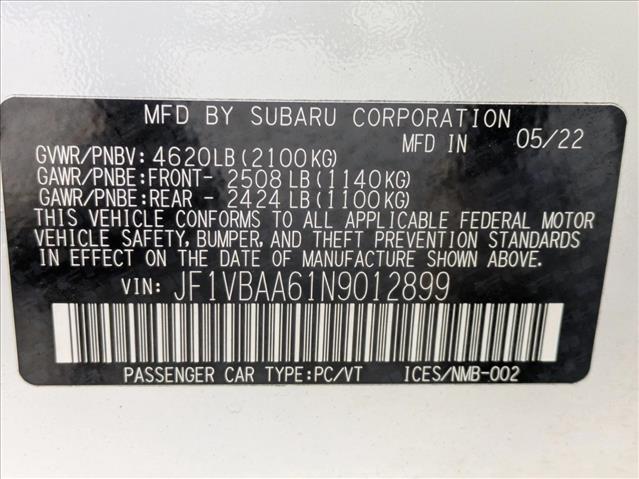 MFD BY SUBARU CORPORATION
MFD IN 05/22
GVWR/PNBV: 4620LB(2100KG)
GAWR/PNBE:FRONT- 2508 LB(1140KG)
GAWR/PNBE:REAR - 2424 LB(1100KG)
THIS VEHICLE CONFORMS TO ALL APPLICABLE FEDERAL MOTOR
VEHICLE SAFETY, BUMPER, AND THEFT PREVENTION STANDARDS
IN EFFECT ON THE DATE OF MANUFACTURE SHOWN ABOVE.
VIN: JF1VBAA61N9012899
PASSENGER CAR TYPE:PC/VT ICES/NMB-002